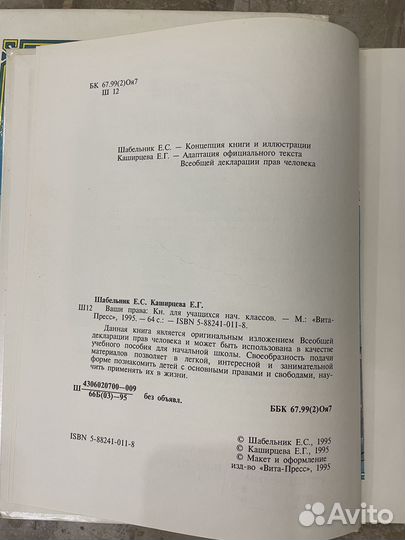 БК 67.99(2)Оя7
Ш 12
Шабельник Е.С. — Концепция книги и иллюстрации
Каширцева Е.Г. — Адаптация официального текста
Всеобщей декларации прав человека
Шабельник Е.С. Каширцева Е.Г.
Ш12 Ваши права: Кн. для учащихся нач. классов. — М.: «Вита-
Пресс», 1995. — 64 с.: — ISBN 5-88241-011-8.
Данная книга является оригинальным изложением Всеобщей
декларации прав человека и может быть использована в качестве
учебного пособия для начальной школы. Своеобразность подачи
материалов позволяет в легкой, интересной и занимательной
форме познакомить детей с основными правами и свободами, нау-
чить применять их в жизни.
Ш 4306020700—009
66Б(03)—95 без объявл.
ББК 67.99(2)Оя7
ISBN 5-88241-011-8
© Шабельник Е.С., 1995
© Каширцева Е.Г., 1995
© Макет и оформление
изд-во «Вита-Пресс», 1995
Avito